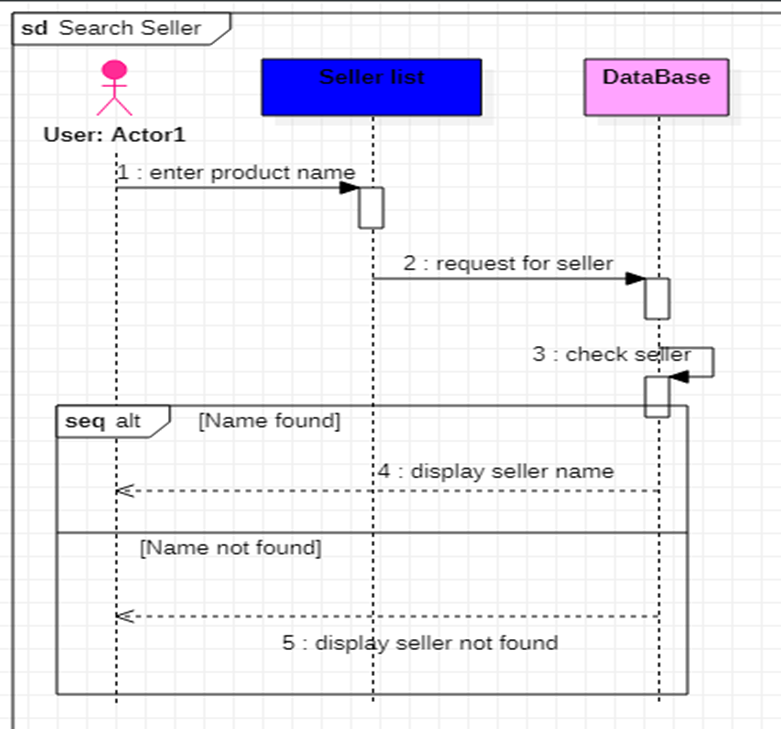 sd Search Seller
Seller list
DataBase
User: Actor1
1 : enter product name
2 : request for seller
3 : check seller
seq alt [Name found]
4 : display seller name
[Name not found]
5 : display seller not found